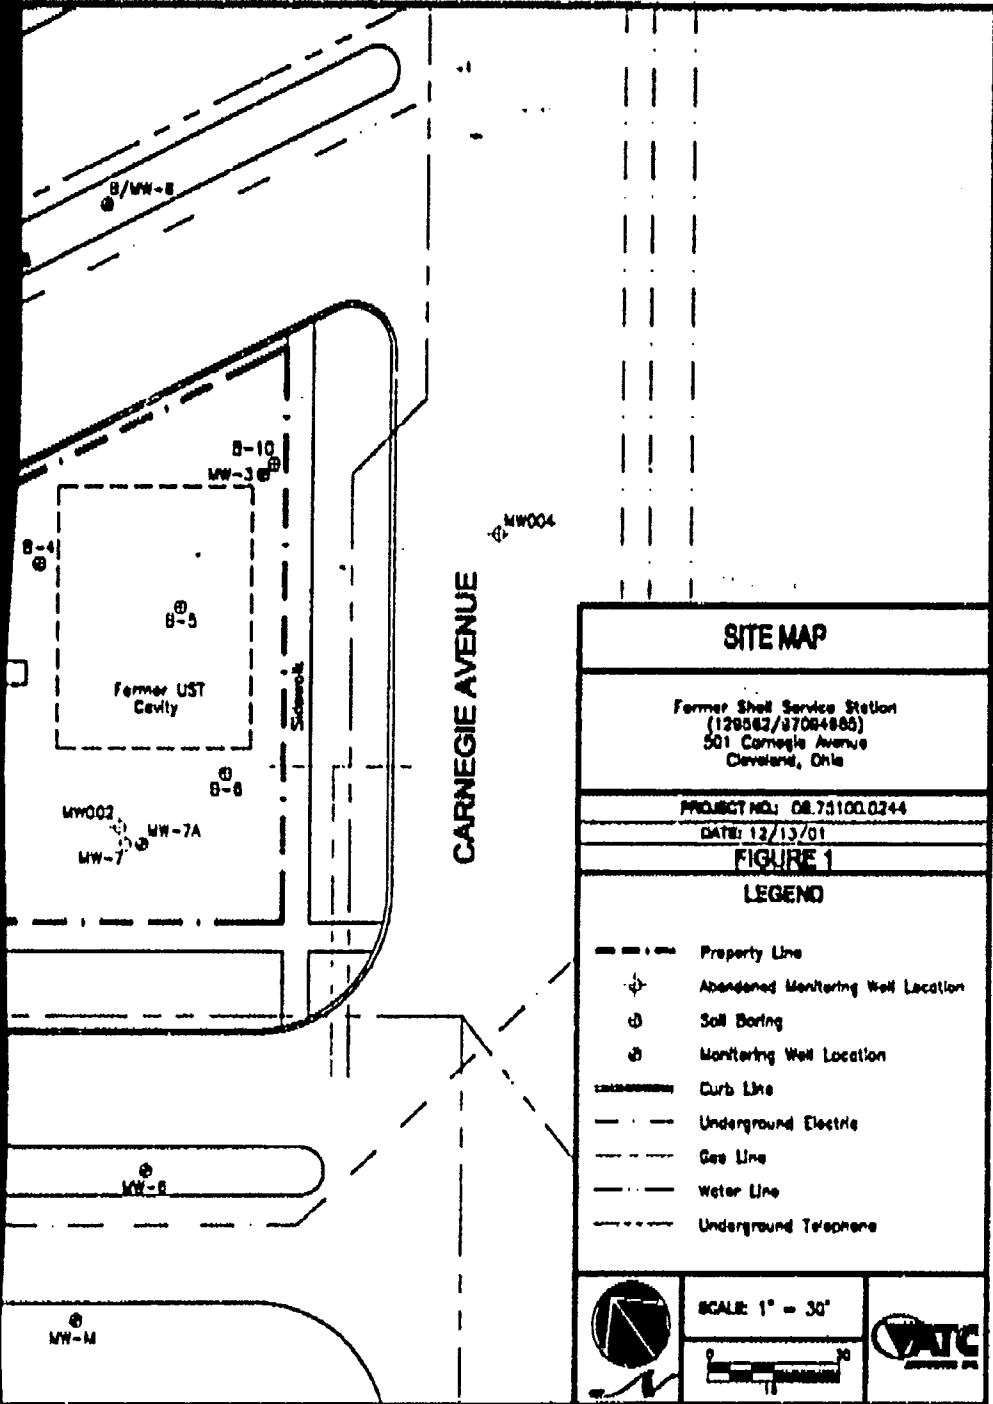 B/MW-8
B-10
MW-3
MW004
B-4
B-5
Former UST
Cavity
Sidewalk
CARNEGIE AVENUE
B-6
MW002
MW-7A
MW-7
MW-6
MW-M
SITE MAP
Former Shell Service Station
501 Carnegie Avenue
Cleveland, Ohio
PROJECT NO.: 08.75100.0244
DATE: 12/13/01
FIGURE 1
LEGEND
Property Line
Abandoned Monitoring Well Location
Soil Boring
Monitoring Well Location
Curb Line
Underground Electric
Gas Line
Water Line
Underground Telephone
SCALE: 1" = 30'
0 30
15
ATC